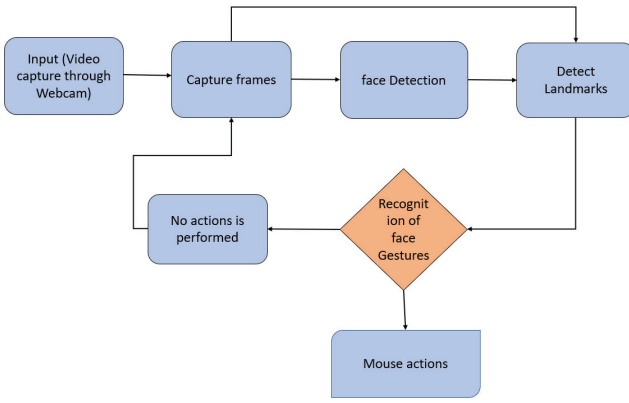 Input (Video
capture through
Webcam)
Capture frames
face Detection
Detect
Landmarks
No actions is
performed
Recognit
ion of
face
Gestures
Mouse actions